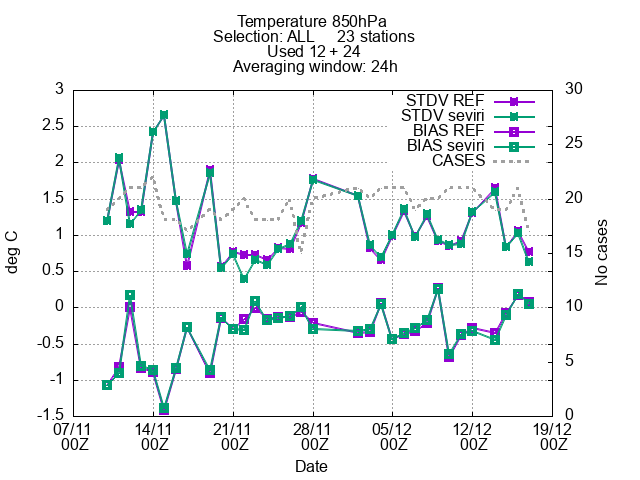 Temperature 850hPa
Selection: ALL 23 stations
Used 12 + 24
Averaging window: 24h
STDV REF
STDV seviri
BIAS REF
BIAS seviri
CASES
3
2.5
2
1.5
1
0.5
0
-0.5
-1
-1.5
deg C
30
25
20
15
10
5
0
No cases
07/11 14/11 21/11 28/11 05/12 12/12 19/12
00Z 00Z 00Z 00Z 00Z 00Z 00Z
Date